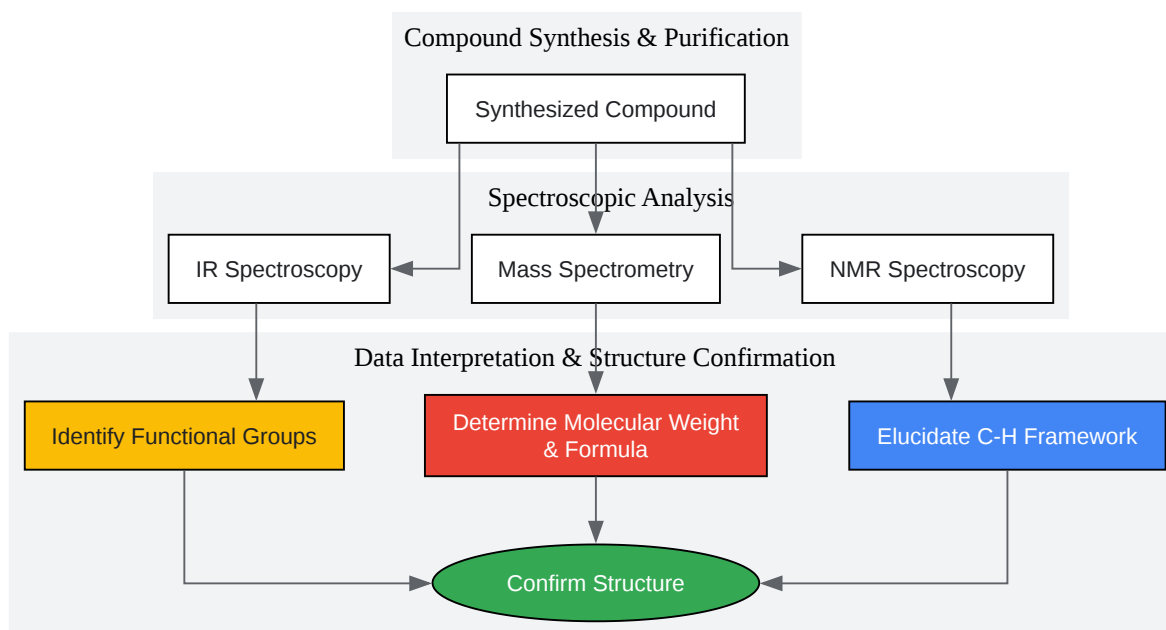 Compound Synthesis & Purification
Synthesized Compound
Spectroscopic Analysis
IR Spectroscopy
Mass Spectrometry
NMR Spectroscopy
Data Interpretation & Structure Confirmation
Identify Functional Groups
Determine Molecular Weight
& Formula
Elucidate C-H Framework
Confirm Structure